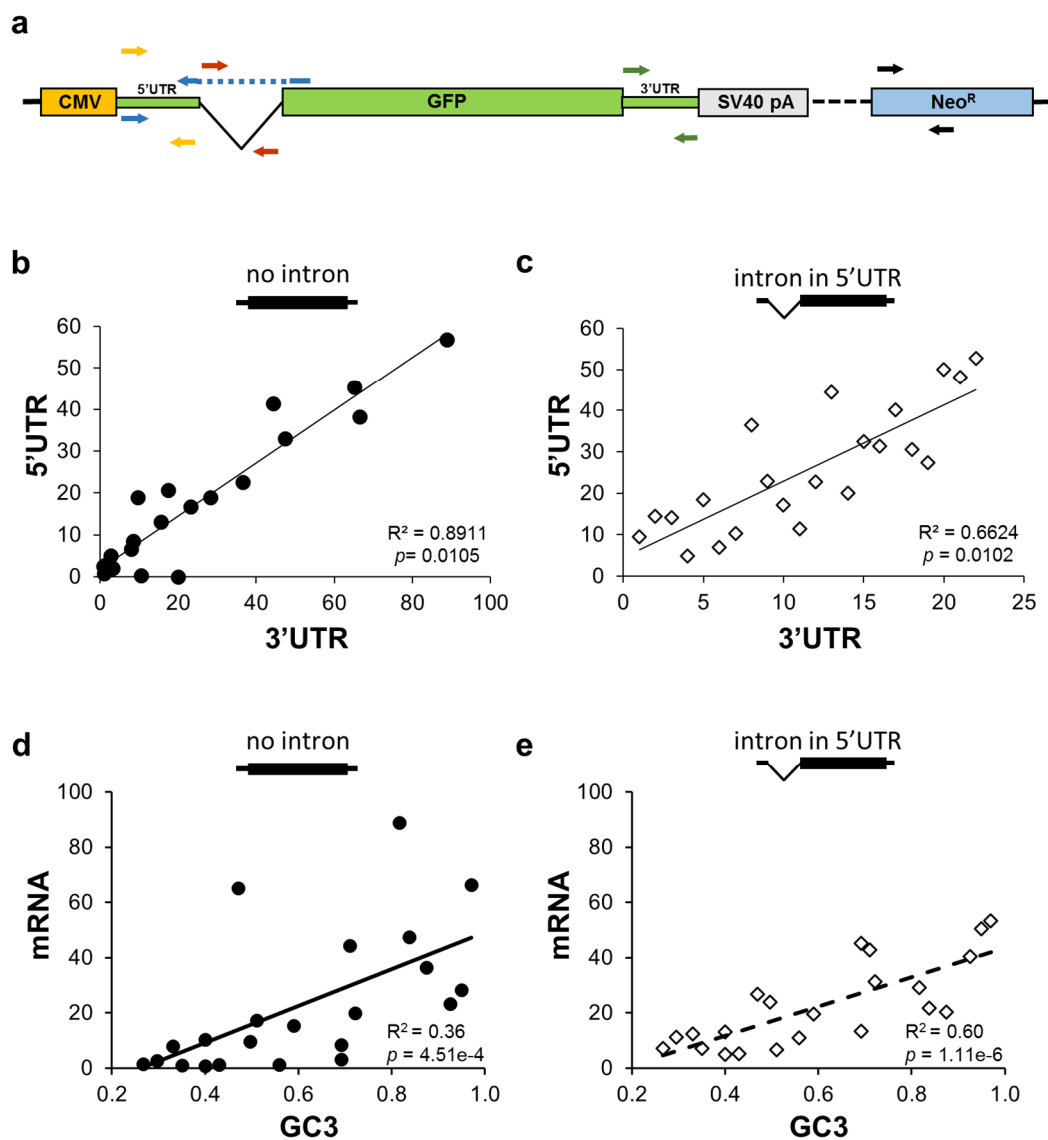 a
CMV 5'UTR GFP 3'UTR SV40 pA Neoᴿ
b
no intron
60
50
40
30
20
10
0
5'UTR
R² = 0.8911
p= 0.0105
0 20 40 60 80 100
3'UTR
c
intron in 5'UTR
60
50
40
30
20
10
0
5'UTR
R² = 0.6624
p = 0.0102
0 5 10 15 20 25
3'UTR
d
no intron
100
80
60
40
20
0
mRNA
R² = 0.36
p = 4.51e-4
0.2 0.4 0.6 0.8 1.0
GC3
e
intron in 5'UTR
100
80
60
40
20
0
mRNA
R² = 0.60
p = 1.11e-6
0.2 0.4 0.6 0.8 1.0
GC3